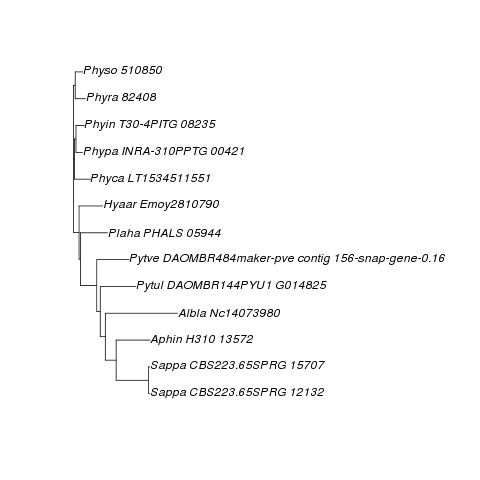 Physo 510850
Phyra 82408
Phyin T30-4PITG 08235
Phypa INRA-310PPTG 00421
Phyca LT1534511551
Hyaar Emoy2810790
Plaha PHALS 05944
Pytve DAOMBR484maker-pve contig 156-snap-gene-0.16
Pytul DAOMBR144PYU1 G014825
Albla Nc14073980
Aphin H310 13572
Sappa CBS223.65SPRG 15707
Sappa CBS223.65SPRG 12132